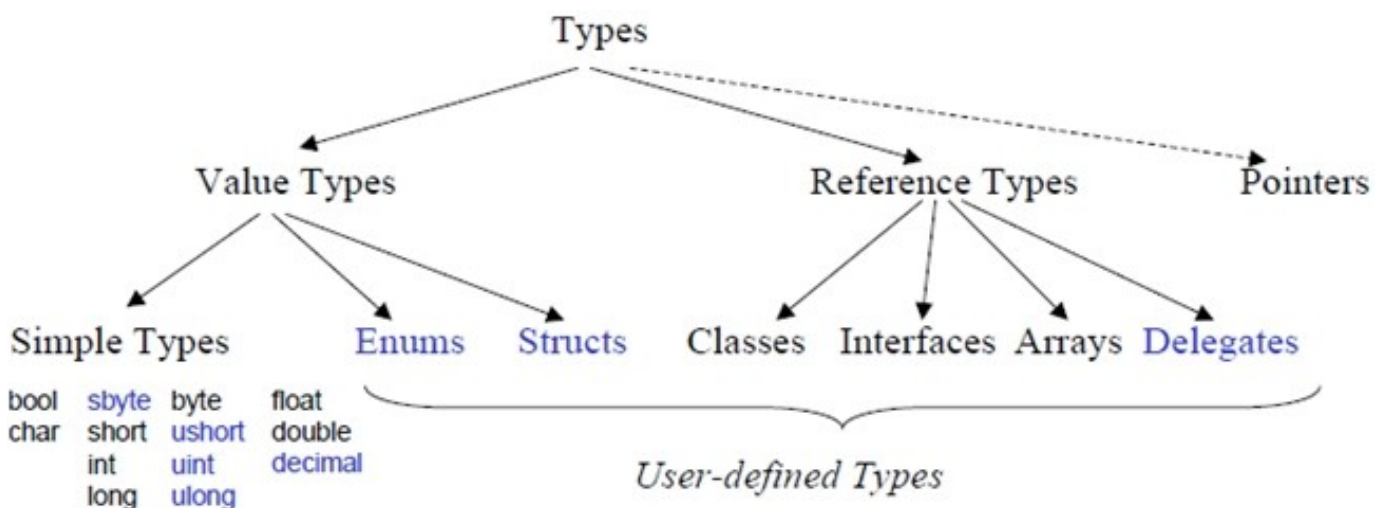 Types
Value Types Reference Types Pointers
Simple Types Enums Structs Classes Interfaces Arrays Delegates
bool sbyte byte float
char short ushort double
int uint decimal
long ulong
User-defined Types